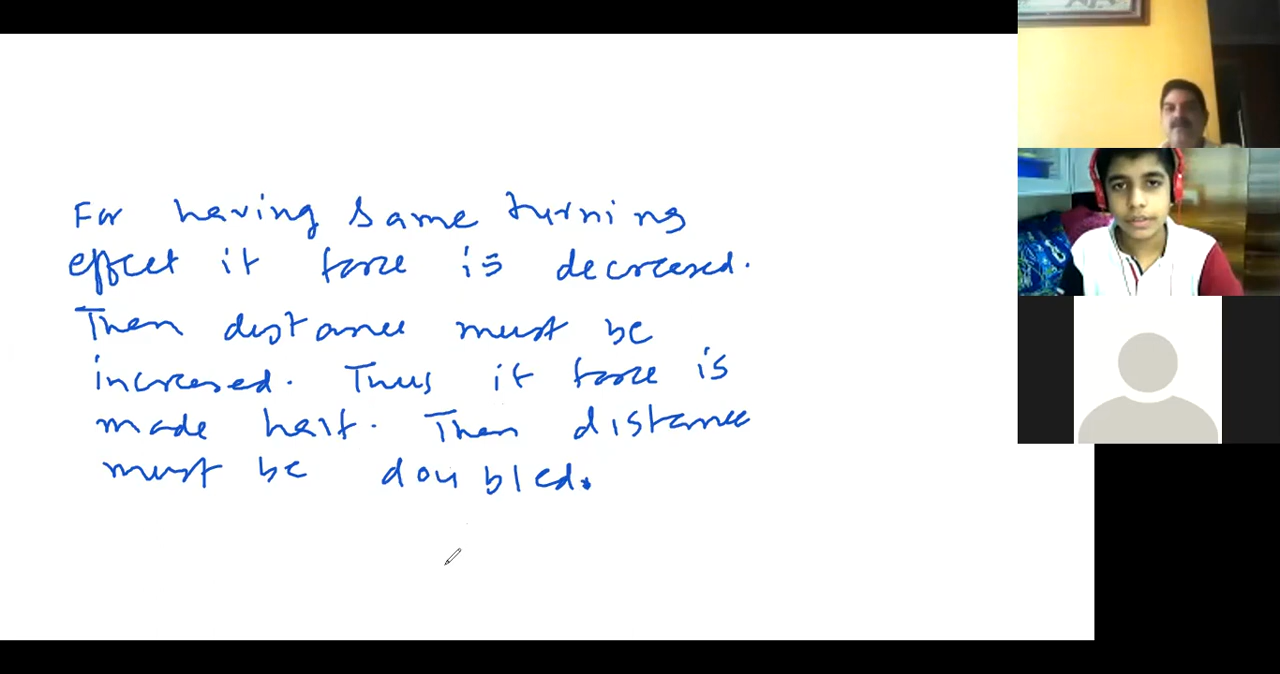 For having same turning
effect if force is decreased.
Then distance must be
increased. Thus if force is
made half. Then distance
must be doubled.